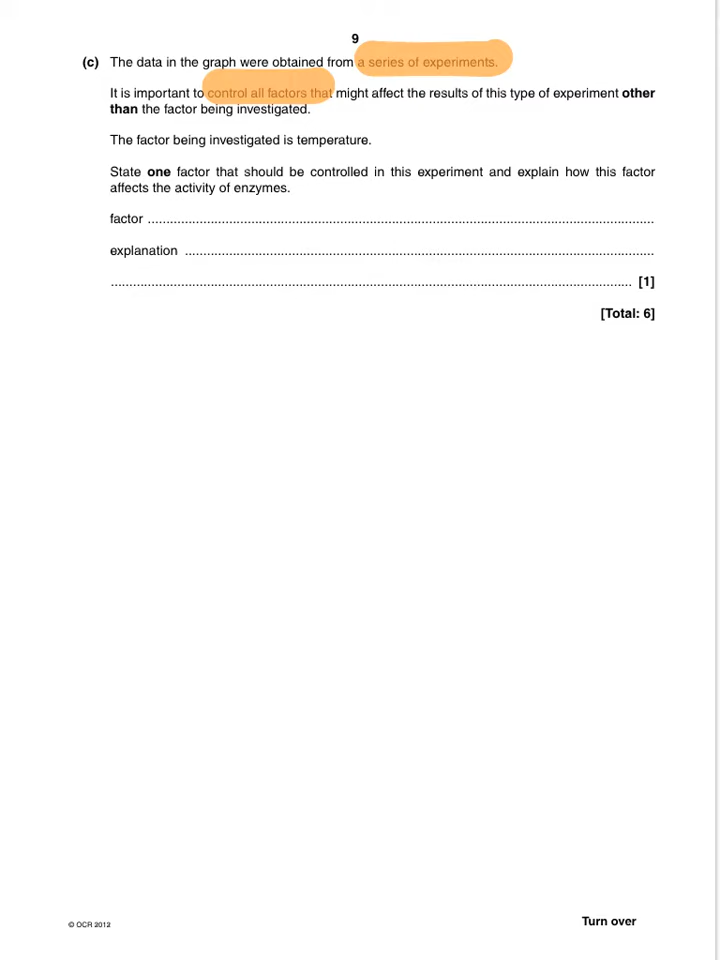 9
(c) The data in the graph were obtained from a series of experiments.
It is important to control all factors that might affect the results of this type of experiment other
than the factor being investigated.
The factor being investigated is temperature.
State one factor that should be controlled in this experiment and explain how this factor
affects the activity of enzymes.
factor ................................................................................................................................
explanation ................................................................................................................................
................................................................................................................................ [1]
[Total: 6]
© OCR 2012
Turn over